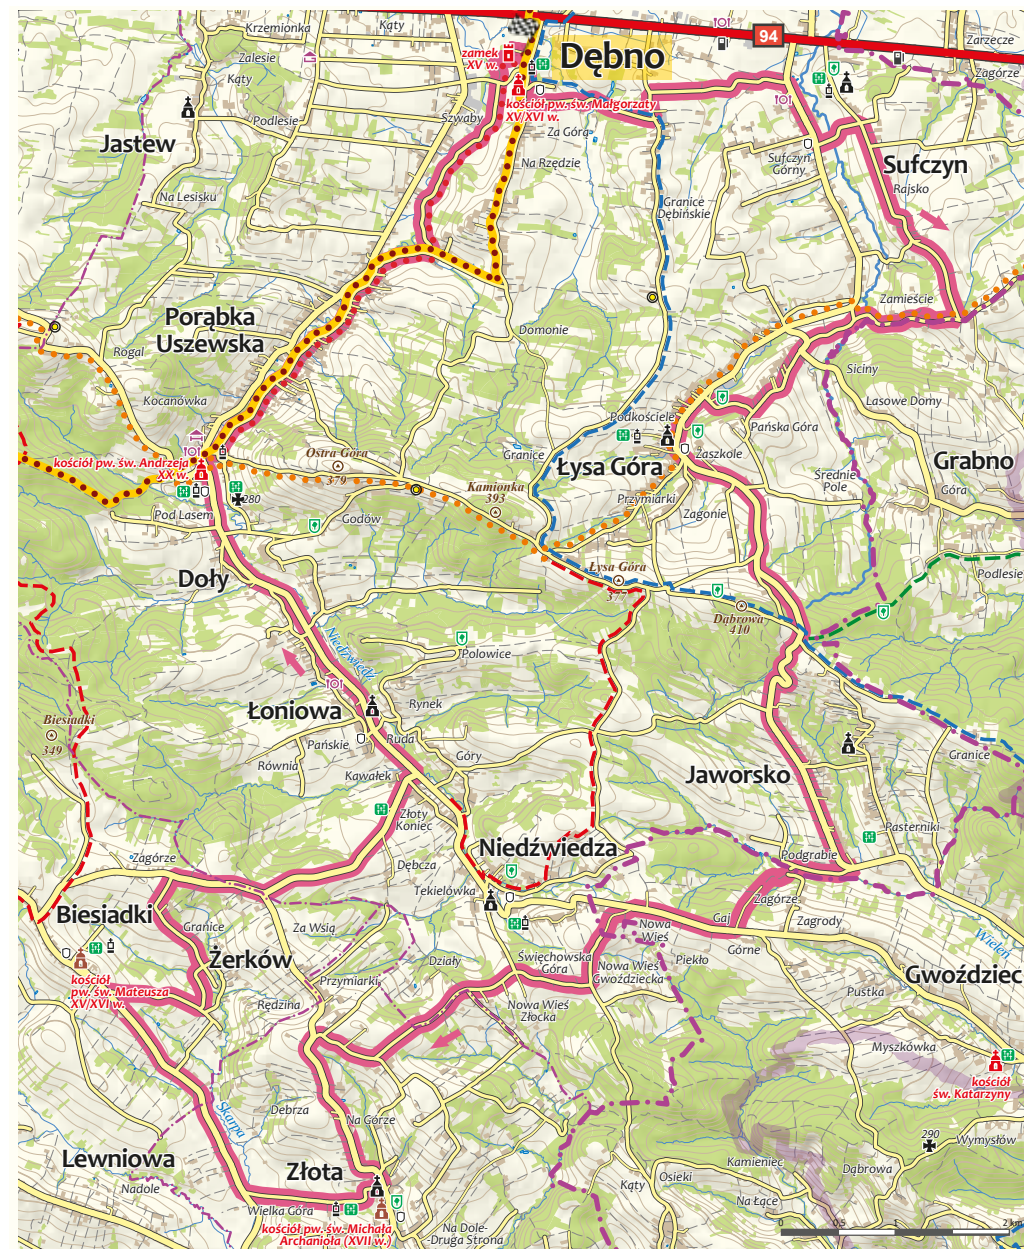 Krzemionka
Kąty
94
Zarzecze
Zalesie
zamek
XV w.
Dębno
Zagórze
Kąty
kościół pw. św. Małgorzaty
XV/XVI w.
Szwaby
Podlesie
Za Górą
Jastew
Na Rzędzie
Sufczyn
Górny
Sufczyn
Rajsko
Na Lesisku
Granice
Dębińskie
Zamieście
Porąbka
Uszewska
Domonie
Rogal
Siciny
Kocanówka
Lasowe Domy
Podkościele
Pańska Góra
Ostra Góra
379
Granice
Łysa Góra
Zaszkole
kościół pw. św. Andrzeja
XX w.
Średnie
Pole
Grabno
Góra
280
Kamionka
393
Przymiarki
Zagonie
Pod Lasem
Godów
Łysa Góra
377
Doły
Podlesie
Dąbrowa
410
Niedźwiedź
Polowice
Łoniowa
Rynek
Biesiadki
349
Pańskie
Ruda
Góry
Granice
Równia
Kawałek
Jaworsko
Złoty
Koniec
Pasterniki
Niedźwiedza
Podgrabie
Zagórze
Dębcza
Tekielówka
Zagórze
Biesiadki
Granice
Za Wsią
Gaj
Zagrody
Nowa
Wieś
Górne
Wieleń
Żerków
Działy
Święchowska
Góra
Piekło
Nowa Wieś
Gwoździecka
Gwoździec
kościół
pw. św. Mateusza
XV/XVI w.
Przymiarki
Pustka
Rędzina
Nowa Wieś
Złocka
Myszkówka
kościół
św. Katarzyny
Skarpa
Debrza
Na Górze
290
Wymysłów
Lewniowa
Złota
Kamieniec
Dąbrowa
Nadole
Osieki
Kąty
Na Łące
Wielka Góra
kościół pw. św. Michała
Archanioła (XVII w.)
Na Dole-
-Druga Strona
0 0,5 1 2 km